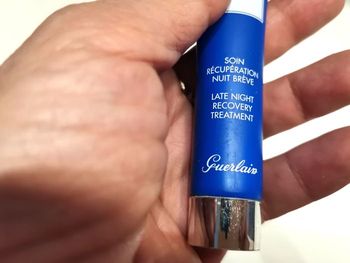 SOIN
RÉCUPÉRATION
NUIT BRÈVE
LATE NIGHT
RECOVERY
TREATMENT
Guerlain